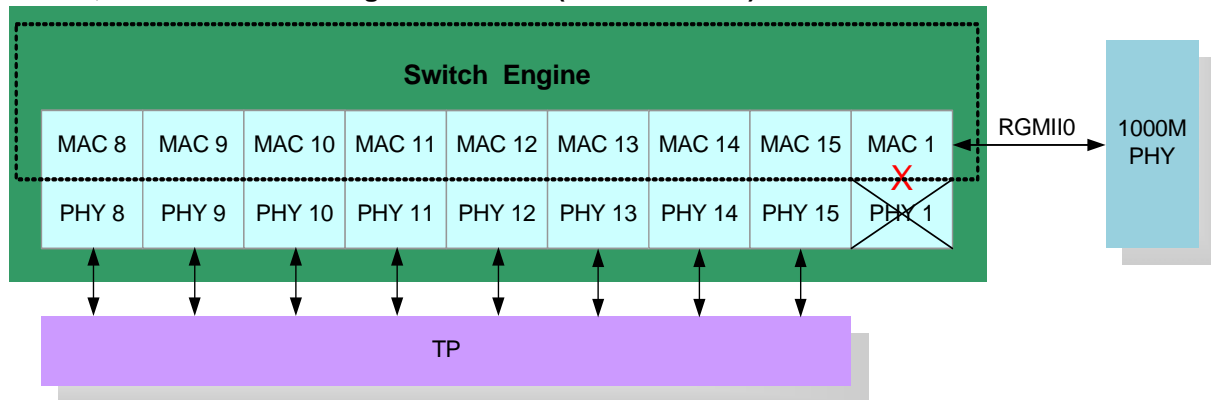 Switch Engine
MAC 8 MAC 9 MAC 10 MAC 11 MAC 12 MAC 13 MAC 14 MAC 15 MAC 1
RGMII0
1000M
PHY
X
PHY 8 PHY 9 PHY 10 PHY 11 PHY 12 PHY 13 PHY 14 PHY 15 PHY 1
TP